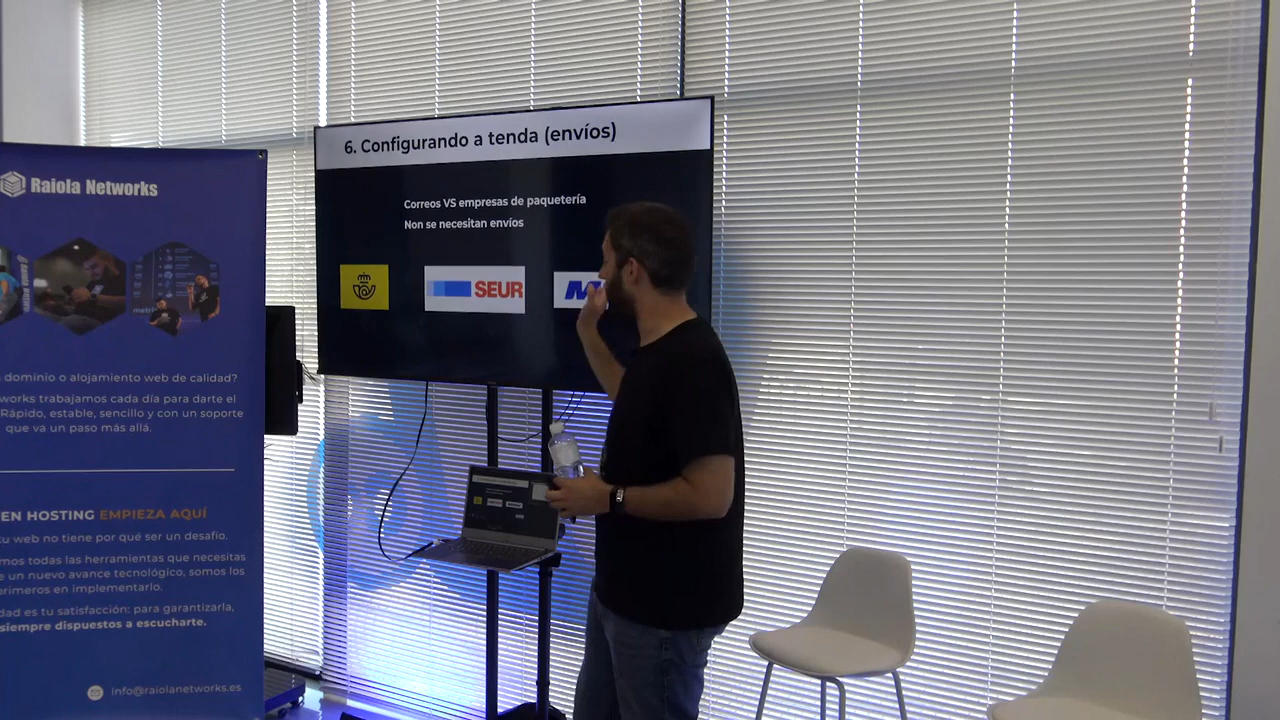 Raiola Networks
dominio o alojamiento web de calidad?
works trabajamos cada día para darte el
Rápido, estable, sencillo y con un soporte
que va un paso más allá.
EN HOSTING EMPIEZA AQUÍ
tu web no tiene por qué ser un desafío.
mos todas las herramientas que necesitas
e un nuevo avance tecnológico, somos los
primeros en implementarlo.
dad es tu satisfacción: para garantizarla,
siempre dispuestos a escucharte.
info@raiolanetworks.es
6. Configurando a tenda (envíos)
Correos VS empresas de paquetería
Non se necesitan envíos
SEUR